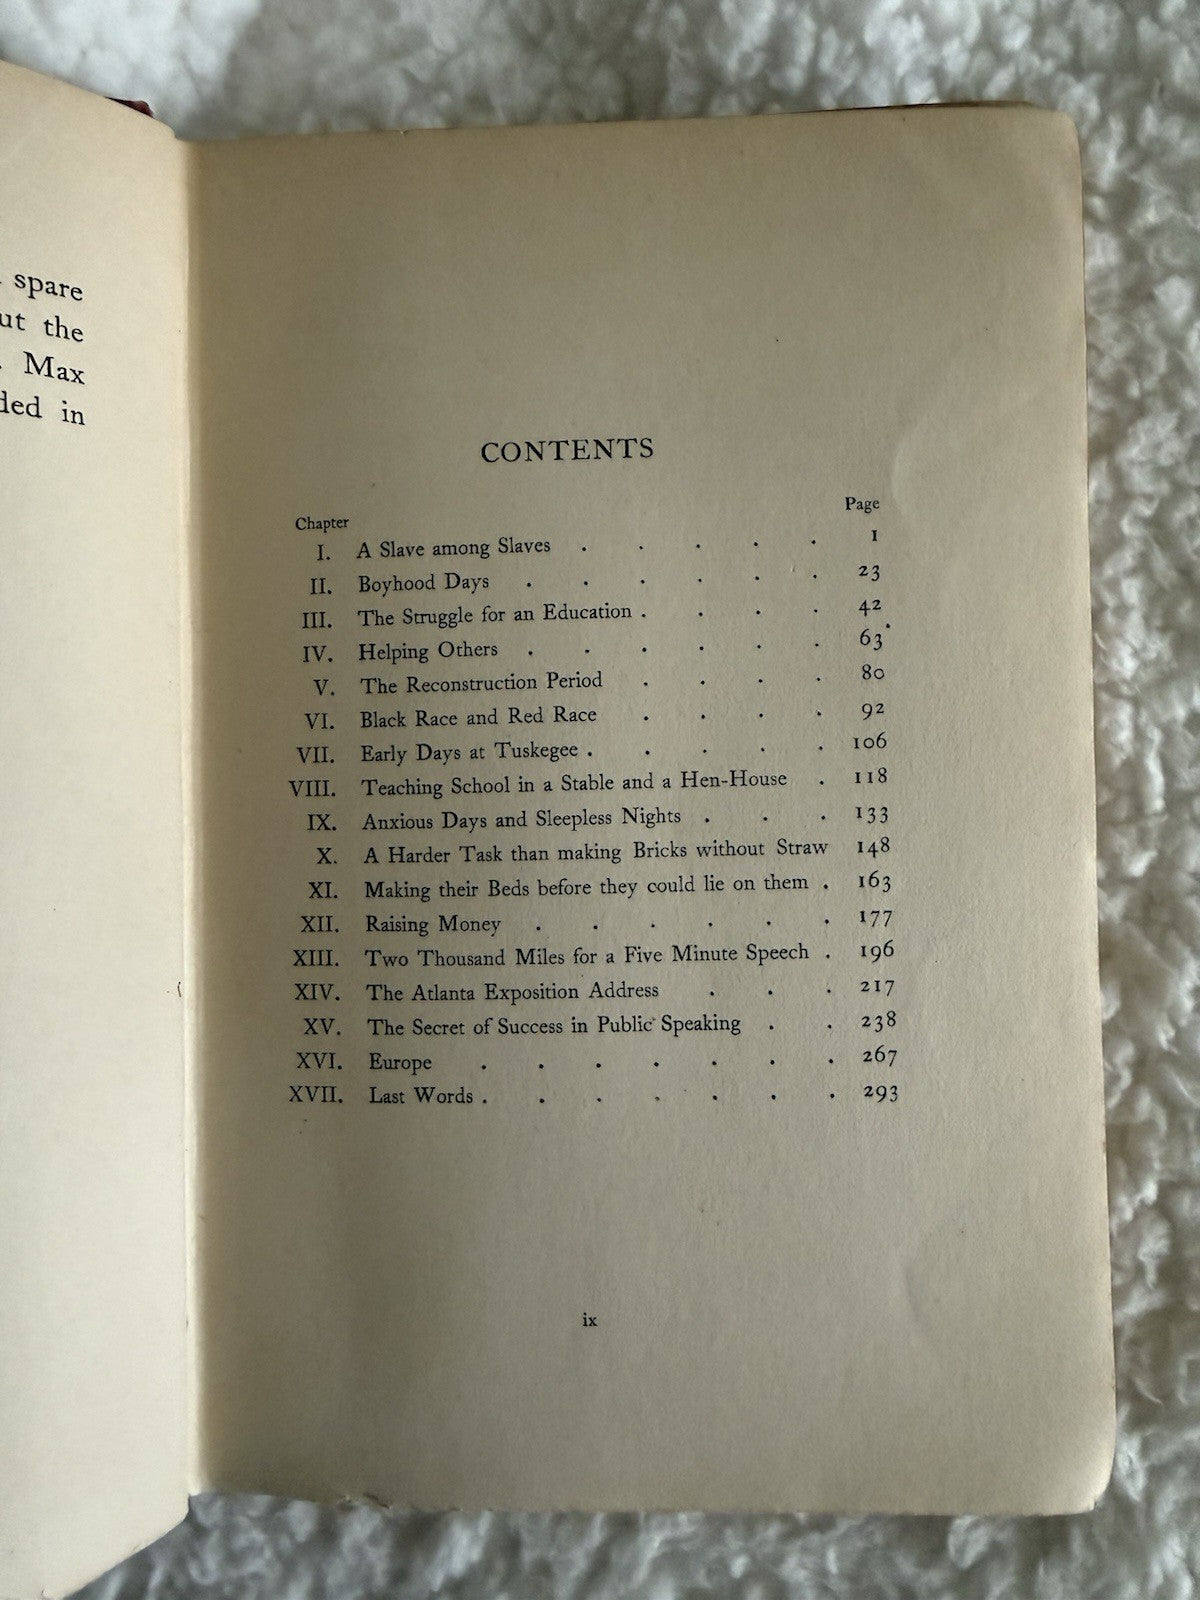 spare
ut the
. Max
ded in
CONTENTS
Chapter Page
I. A Slave among Slaves . . . . . 1
II. Boyhood Days . . . . . . 23
III. The Struggle for an Education . . . . 42
IV. Helping Others . . . . . . 63
V. The Reconstruction Period . . . . 80
VI. Black Race and Red Race . . . . 92
VII. Early Days at Tuskegee . . . . . 106
VIII. Teaching School in a Stable and a Hen-House . 118
IX. Anxious Days and Sleepless Nights . . . 133
X. A Harder Task than making Bricks without Straw 148
XI. Making their Beds before they could lie on them . 163
XII. Raising Money . . . . . . 177
XIII. Two Thousand Miles for a Five Minute Speech . 196
XIV. The Atlanta Exposition Address . . . 217
XV. The Secret of Success in Public Speaking . . 238
XVI. Europe . . . . . . . 267
XVII. Last Words . . . . . . . 293
ix